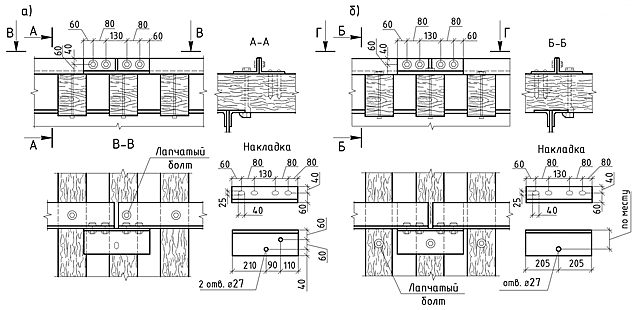 а)
80 80
60 130 60
В А В
60 40
А-А
А
В-В
Лапчатый
болт
Накладка
60 80 80 80
130
40
25
60
40
60
60
210 90 110
40
2 отв. ø27
б)
80 80
60 130 60
Г Б Г
60 40
Б-Б
Б
Накладка
60 80 80 80
130
40
25
60
40
по месту
205 205
отв. ø27
Лапчатый
болт